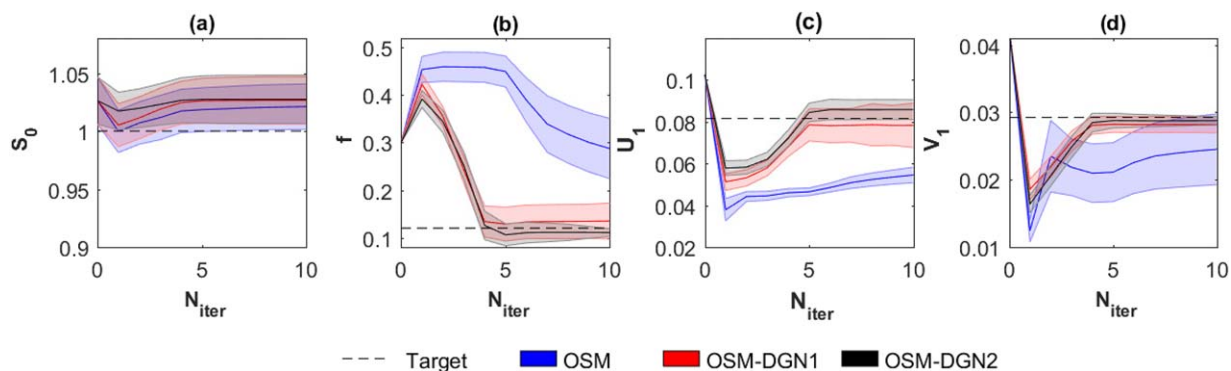 (a)
S0
1.05
1
0.95
0.9
0
5
10
Niter
(b)
f
0.5
0.4
0.3
0.2
0.1
0
5
10
Niter
(c)
U1
0.1
0.08
0.06
0.04
0.02
0
5
10
Niter
(d)
V1
0.04
0.03
0.02
0.01
0
5
10
Niter
Target
OSM
OSM-DGN1
OSM-DGN2